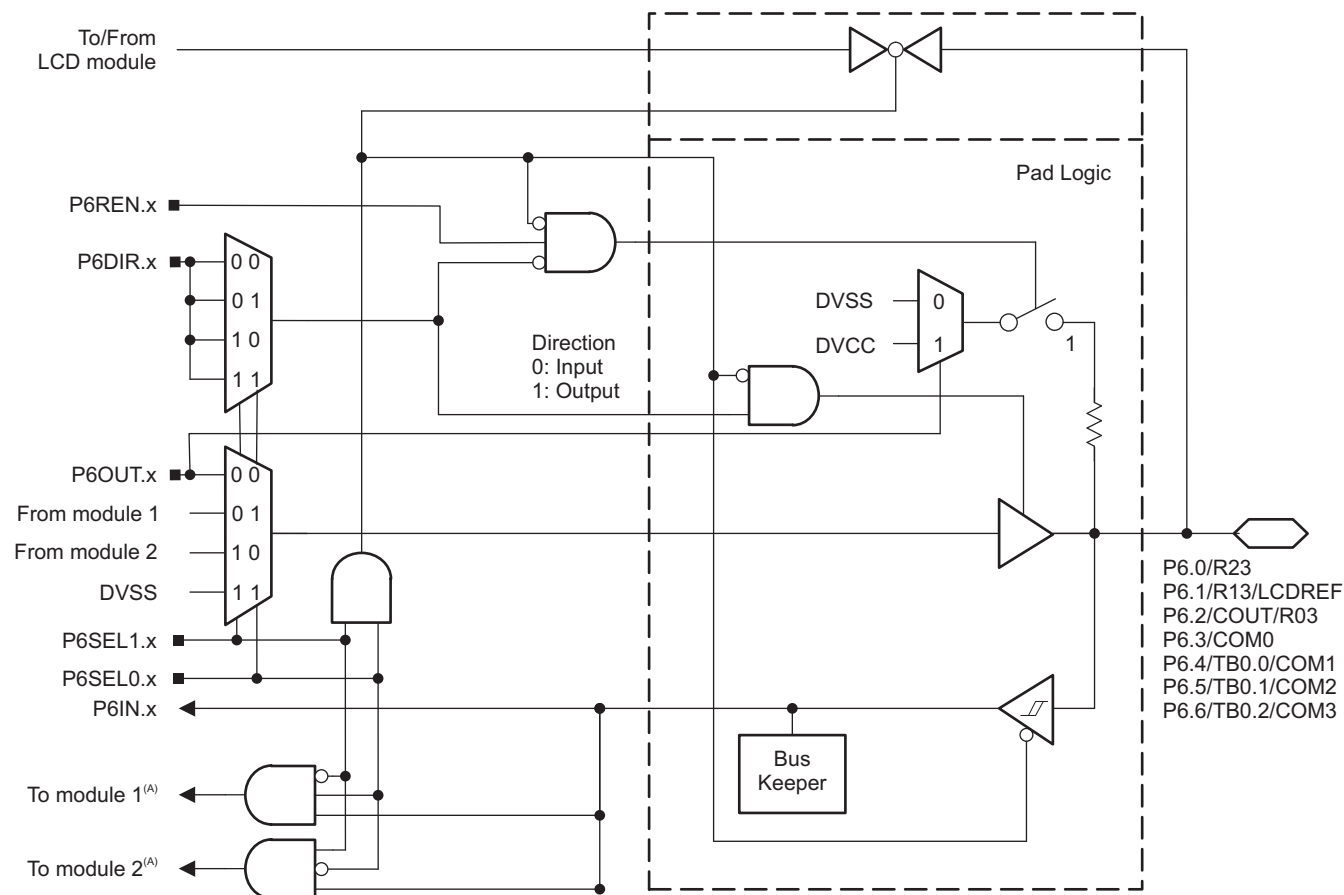 To/From
LCD module
Pad Logic
P6REN.x
P6DIR.x
0 0
0 1
1 0
1 1
Direction
0: Input
1: Output
DVSS
DVCC
0
1
1
P6OUT.x
From module 1
From module 2
DVSS
0 0
0 1
1 0
1 1
P6SEL1.x
P6SEL0.x
P6IN.x
Bus
Keeper
To module 1(A)
To module 2(A)
P6.0/R23
P6.1/R13/LCDREF
P6.2/COUT/R03
P6.3/COM0
P6.4/TB0.0/COM1
P6.5/TB0.1/COM2
P6.6/TB0.2/COM3